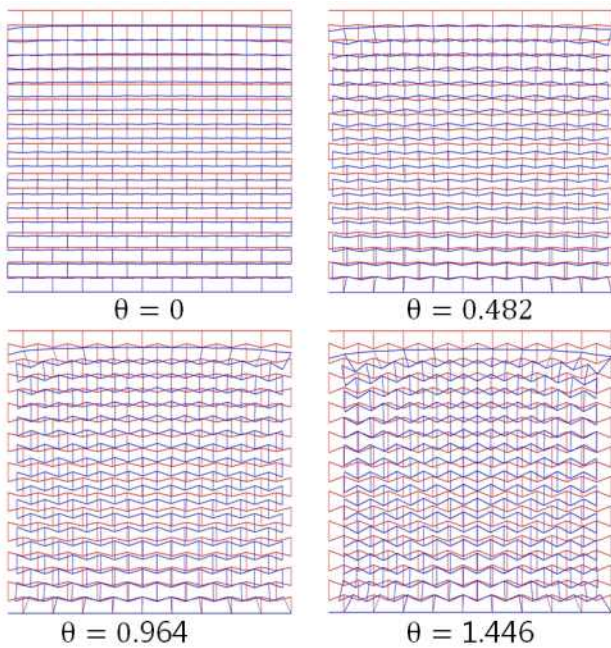 θ = 0
θ = 0.482
θ = 0.964
θ = 1.446